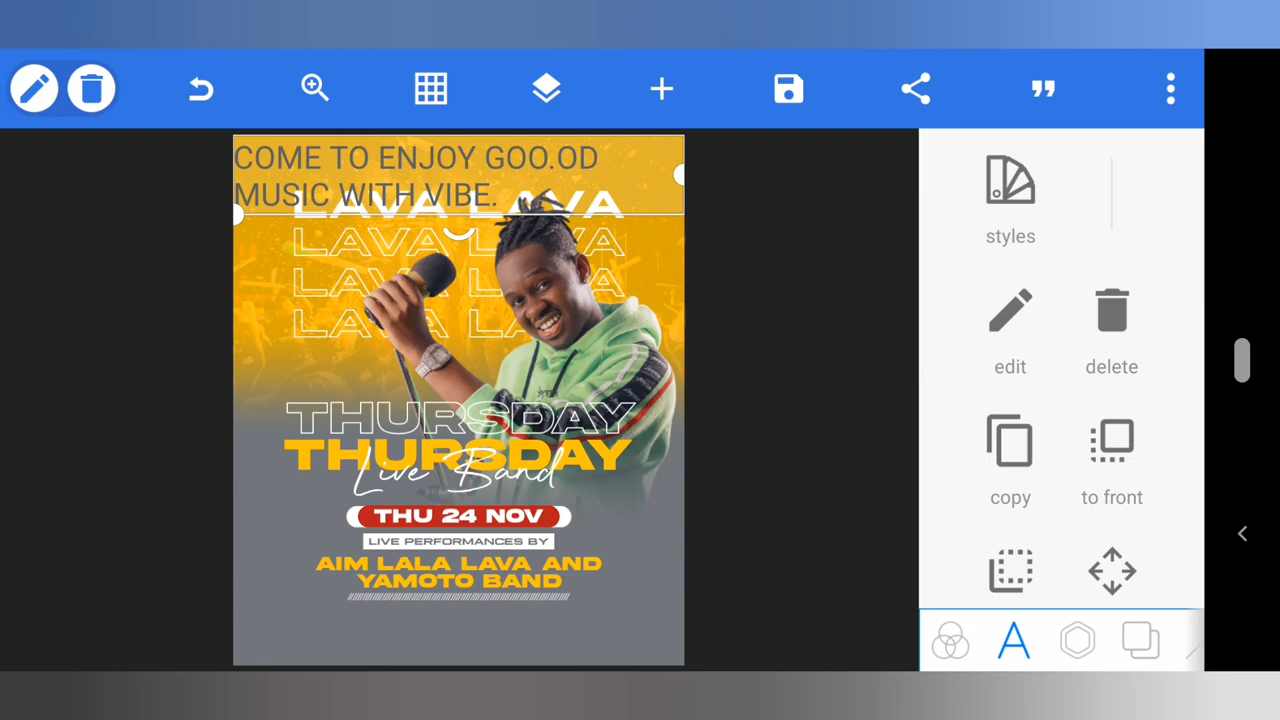 COME TO ENJOY GOO.OD
MUSIC WITH VIBE.
LAVA LAVA
LAVA LAVA
LAVA LAVA
LAVA LAVA
THURSDAY
THURSDAY
Live Band
THU 24 NOV
LIVE PERFORMANCES BY
AIM LALA LAVA AND
YAMOTO BAND
styles
edit
delete
copy
to front